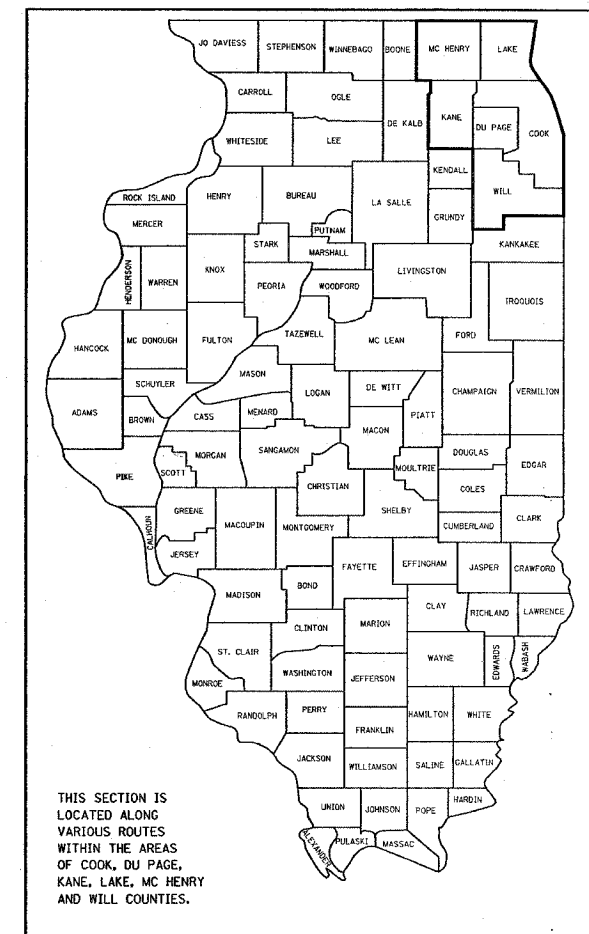 JO DAVIESS STEPHENSON WINNEBAGO BOONE MC HENRY LAKE
CARROLL OGLE
DE KALB KANE DU PAGE COOK
WHITESIDE LEE
KENDALL
WILL
ROCK ISLAND HENRY BUREAU LA SALLE
MERCER PUTNAM GRUNDY
STARK MARSHALL KANKAKEE
HENDERSON WARREN KNOX LIVINGSTON
PEORIA WOODFORD IROQUOIS
HANCOCK MC DONOUGH FULTON TAZEWELL MC LEAN FORD
MASON
SCHUYLER LOGAN DE WITT CHAMPAIGN VERMILION
ADAMS BROWN CASS MENARD PIATT
MACON
MORGAN SANGAMON DOUGLAS
PIKE SCOTT MOULTRIE EDGAR
CHRISTIAN COLES
GREENE SHELBY
CALHOUN MACOUPIN MONTGOMERY CUMBERLAND CLARK
JERSEY
FAYETTE EFFINGHAM JASPER CRAWFORD
MADISON BOND
CLAY RICHLAND LAWRENCE
CLINTON MARION
ST. CLAIR WAYNE EDWARDS WABASH
WASHINGTON JEFFERSON
MONROE
RANDOLPH PERRY HAMILTON WHITE
FRANKLIN
JACKSON WILLIAMSON SALINE GALLATIN
HARDIN
UNION JOHNSON POPE
ALEXANDER PULASKI MASSAC
THIS SECTION IS
LOCATED ALONG
VARIOUS ROUTES
WITHIN THE AREAS
OF COOK, DU PAGE,
KANE, LAKE, MC HENRY
AND WILL COUNTIES.